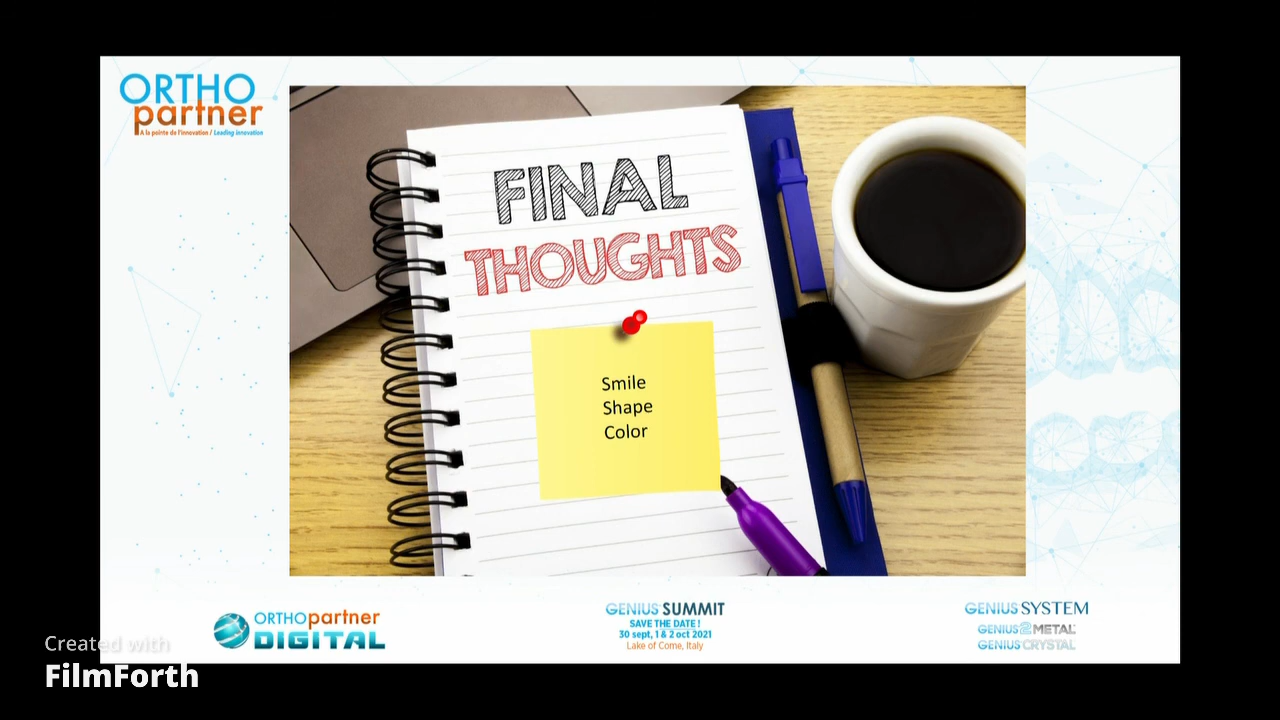 ORTHO
partner
A la pointe de l'innovation / Leading innovation
FINAL
THOUGHTS
Smile
Shape
Color
ORTHOpartner
DIGITAL
GENIUS SUMMIT
SAVE THE DATE !
30 sept, 1 & 2 oct 2021
Lake of Come, Italy
GENIUS SYSTEM
GENIUS2METAL
GENIUS CRYSTAL
Created with
FilmForth